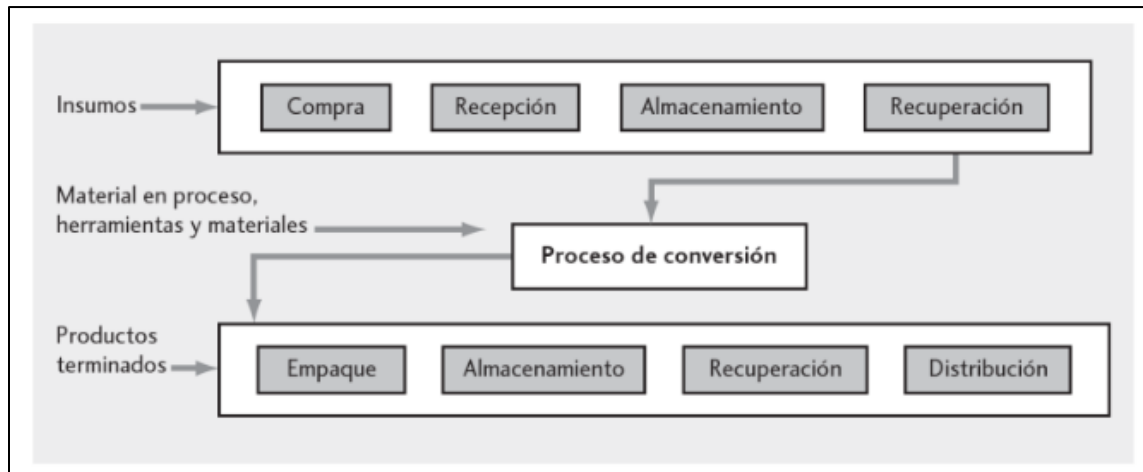 Insumos
Compra
Recepción
Almacenamiento
Recuperación
Material en proceso,
herramientas y materiales
Proceso de conversión
Productos
terminados
Empaque
Almacenamiento
Recuperación
Distribución